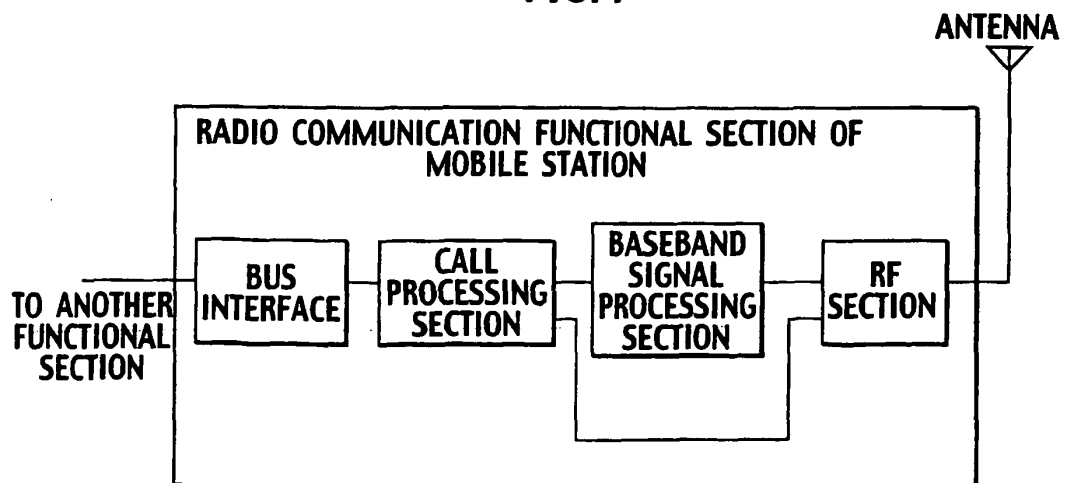 ANTENNA
RADIO COMMUNICATION FUNCTIONAL SECTION OF
MOBILE STATION
BUS
INTERFACE
CALL
PROCESSING
SECTION
BASEBAND
SIGNAL
PROCESSING
SECTION
RF
SECTION
TO ANOTHER
FUNCTIONAL
SECTION